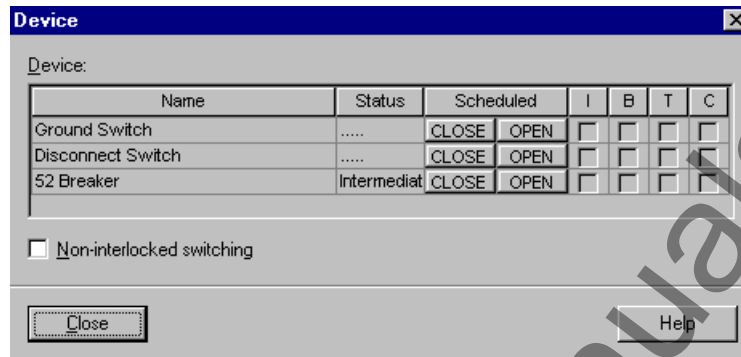 Device
Device:
Name Status Scheduled I B T C
Ground Switch ..... CLOSE OPEN
Disconnect Switch ..... CLOSE OPEN
52 Breaker Intermediat CLOSE OPEN
Non-interlocked switching
Close Help